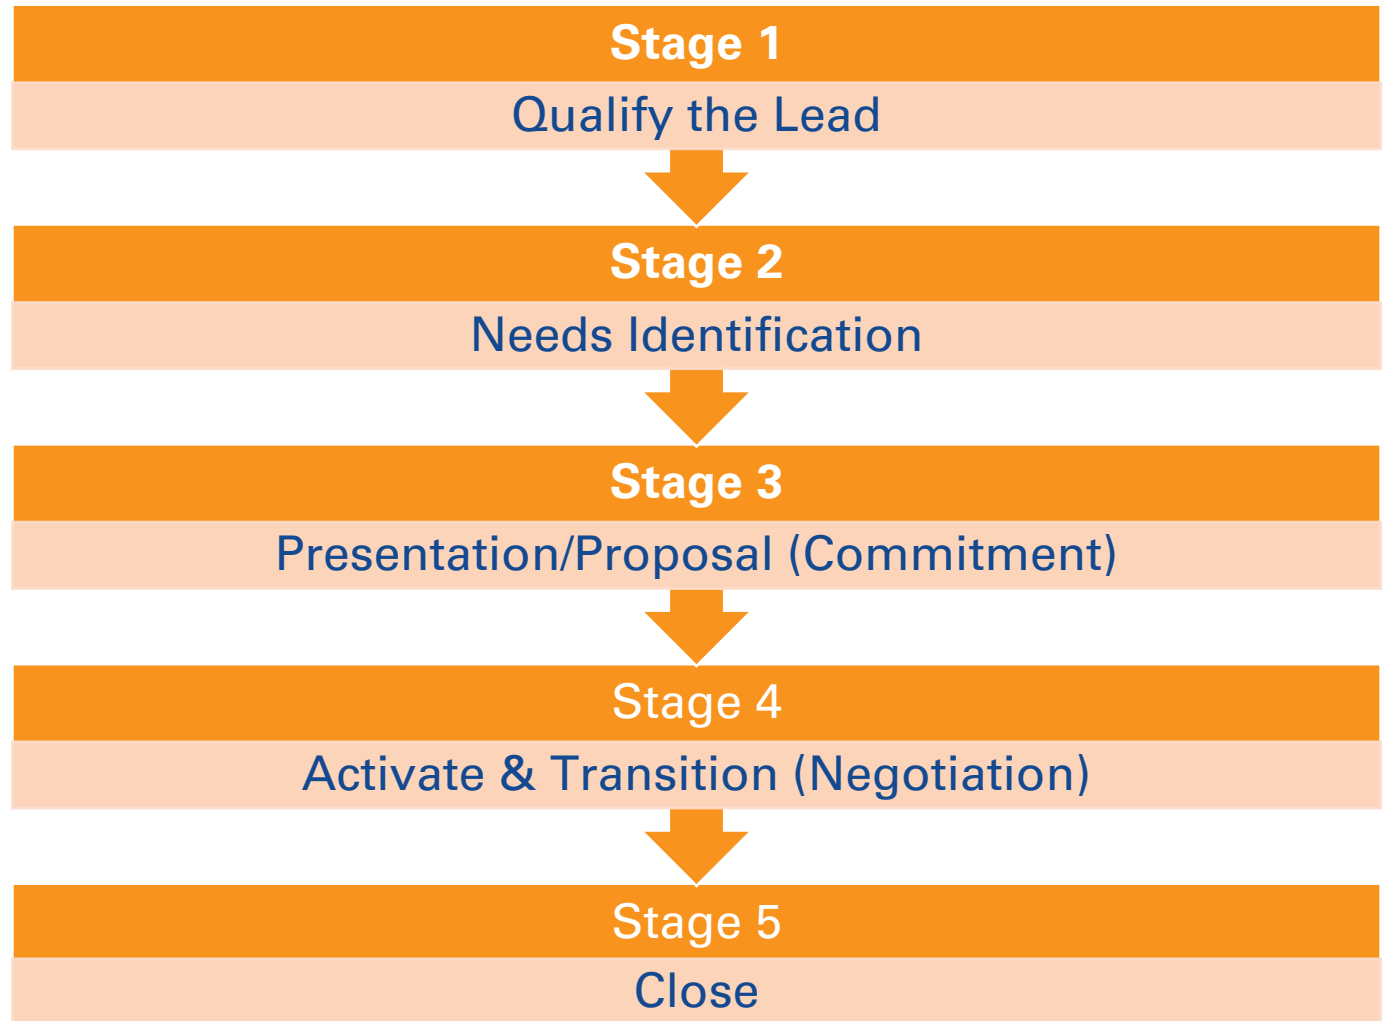 Stage 1
Qualify the Lead
Stage 2
Needs Identification
Stage 3
Presentation/Proposal (Commitment)
Stage 4
Activate & Transition (Negotiation)
Stage 5
Close